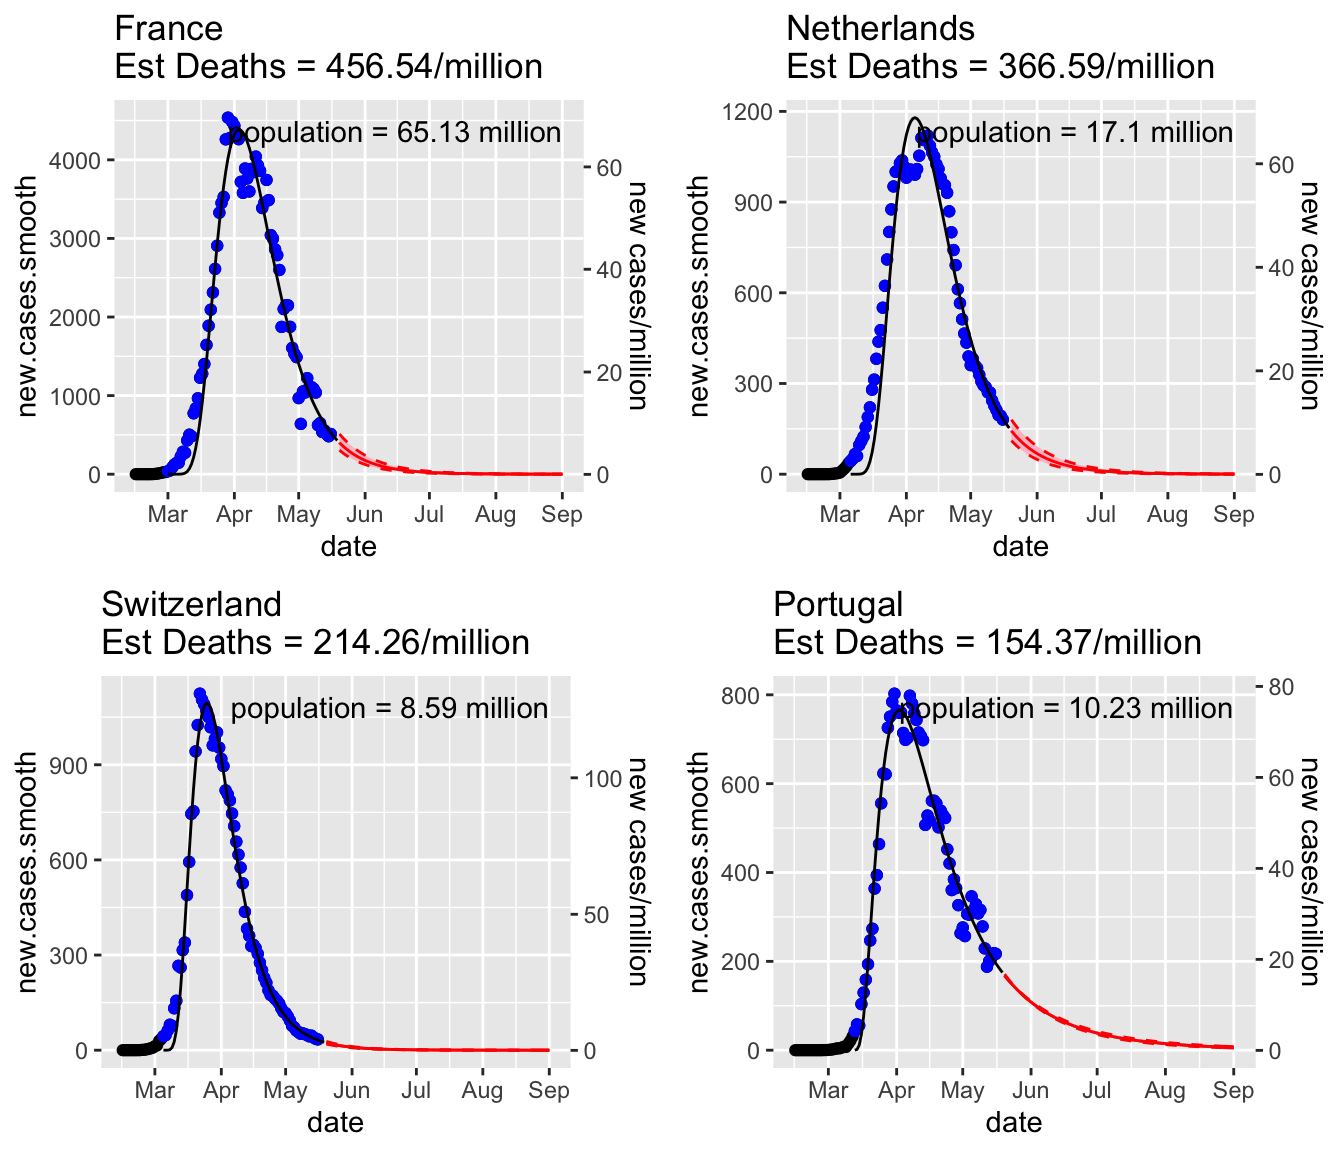 France
Est Deaths = 456.54/million
population = 65.13 million
4000
3000
2000
1000
0
60
40
20
0
new.cases.smooth
new cases/million
Mar Apr May Jun Jul Aug Sep
date
Netherlands
Est Deaths = 366.59/million
population = 17.1 million
1200
900
600
300
0
60
40
20
0
new.cases.smooth
new cases/million
Mar Apr May Jun Jul Aug Sep
date
Switzerland
Est Deaths = 214.26/million
population = 8.59 million
900
600
300
0
100
50
0
new.cases.smooth
new cases/million
Mar Apr May Jun Jul Aug Sep
date
Portugal
Est Deaths = 154.37/million
population = 10.23 million
800
600
400
200
0
80
60
40
20
0
new.cases.smooth
new cases/million
Mar Apr May Jun Jul Aug Sep
date